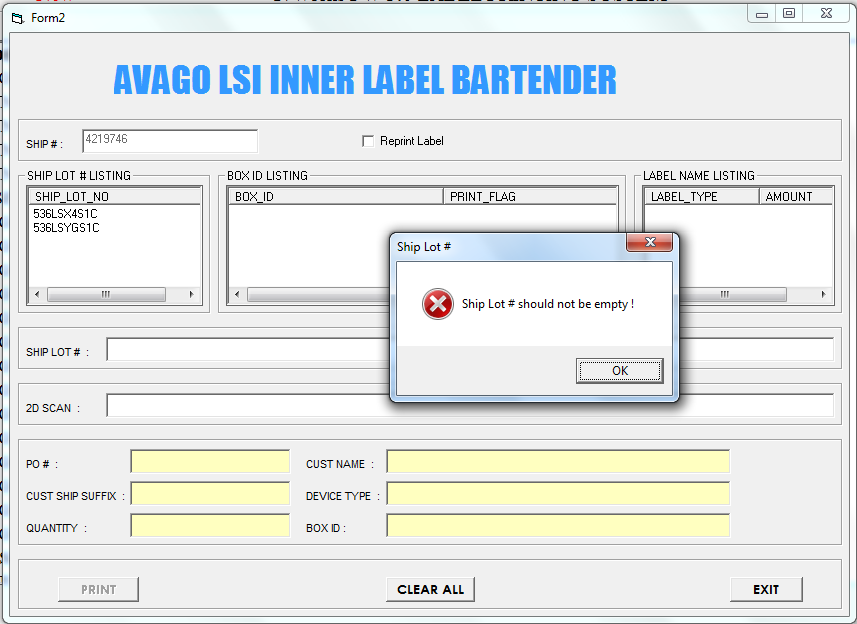 Form2
AVAGO LSI INNER LABEL BARTENDER
SHIP # : 4219746 Reprint Label
SHIP LOT # LISTING BOX ID LISTING LABEL NAME LISTING
SHIP_LOT_NO BOX_ID PRINT_FLAG LABEL_TYPE AMOUNT
536LSX4S1C
536LSYGS1C
Ship Lot #
Ship Lot # should not be empty !
OK
SHIP LOT # :
2D SCAN :
PO # : CUST NAME :
CUST SHIP SUFFIX : DEVICE TYPE :
QUANTITY : BOX ID :
PRINT CLEAR ALL EXIT